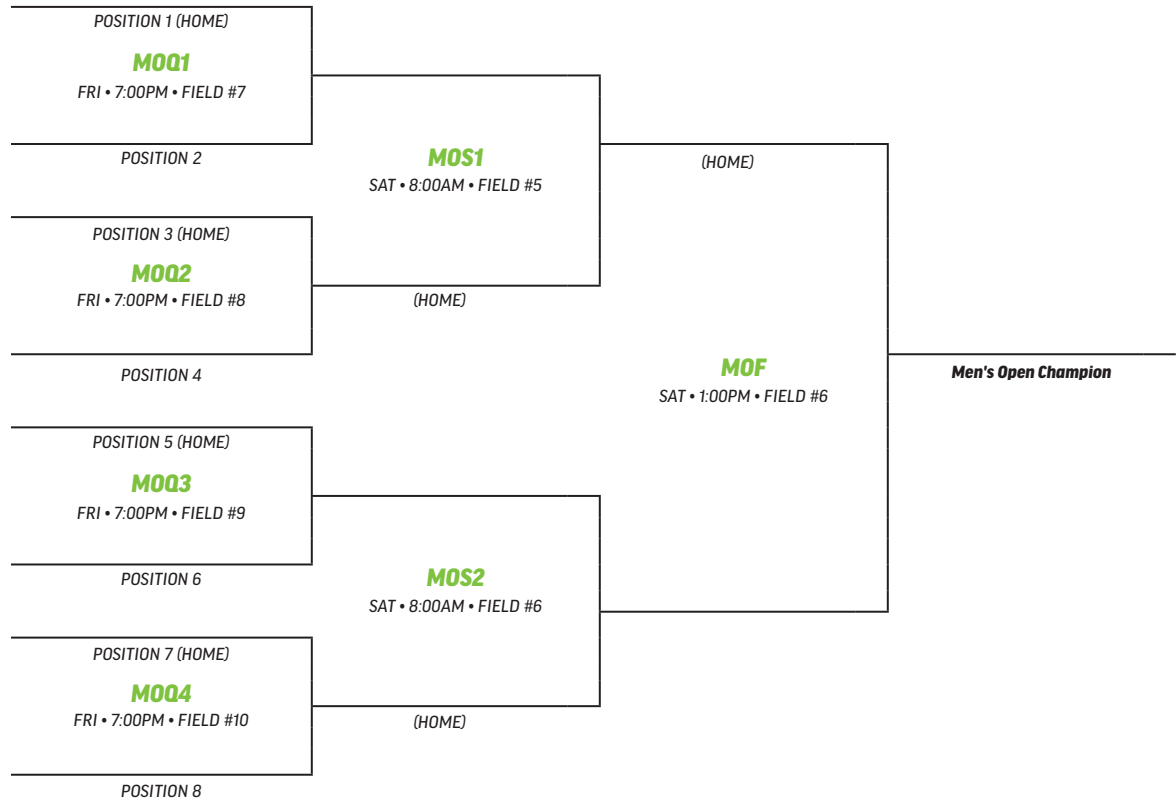 POSITION 1 (HOME)
MOQ1
FRI • 7:00PM • FIELD #7
POSITION 2
MOS1
SAT • 8:00AM • FIELD #5
(HOME)
POSITION 3 (HOME)
MOQ2
FRI • 7:00PM • FIELD #8
(HOME)
POSITION 4
MOF
SAT • 1:00PM • FIELD #6
Men's Open Champion
POSITION 5 (HOME)
MOQ3
FRI • 7:00PM • FIELD #9
POSITION 6
MOS2
SAT • 8:00AM • FIELD #6
POSITION 7 (HOME)
MOQ4
FRI • 7:00PM • FIELD #10
(HOME)
POSITION 8